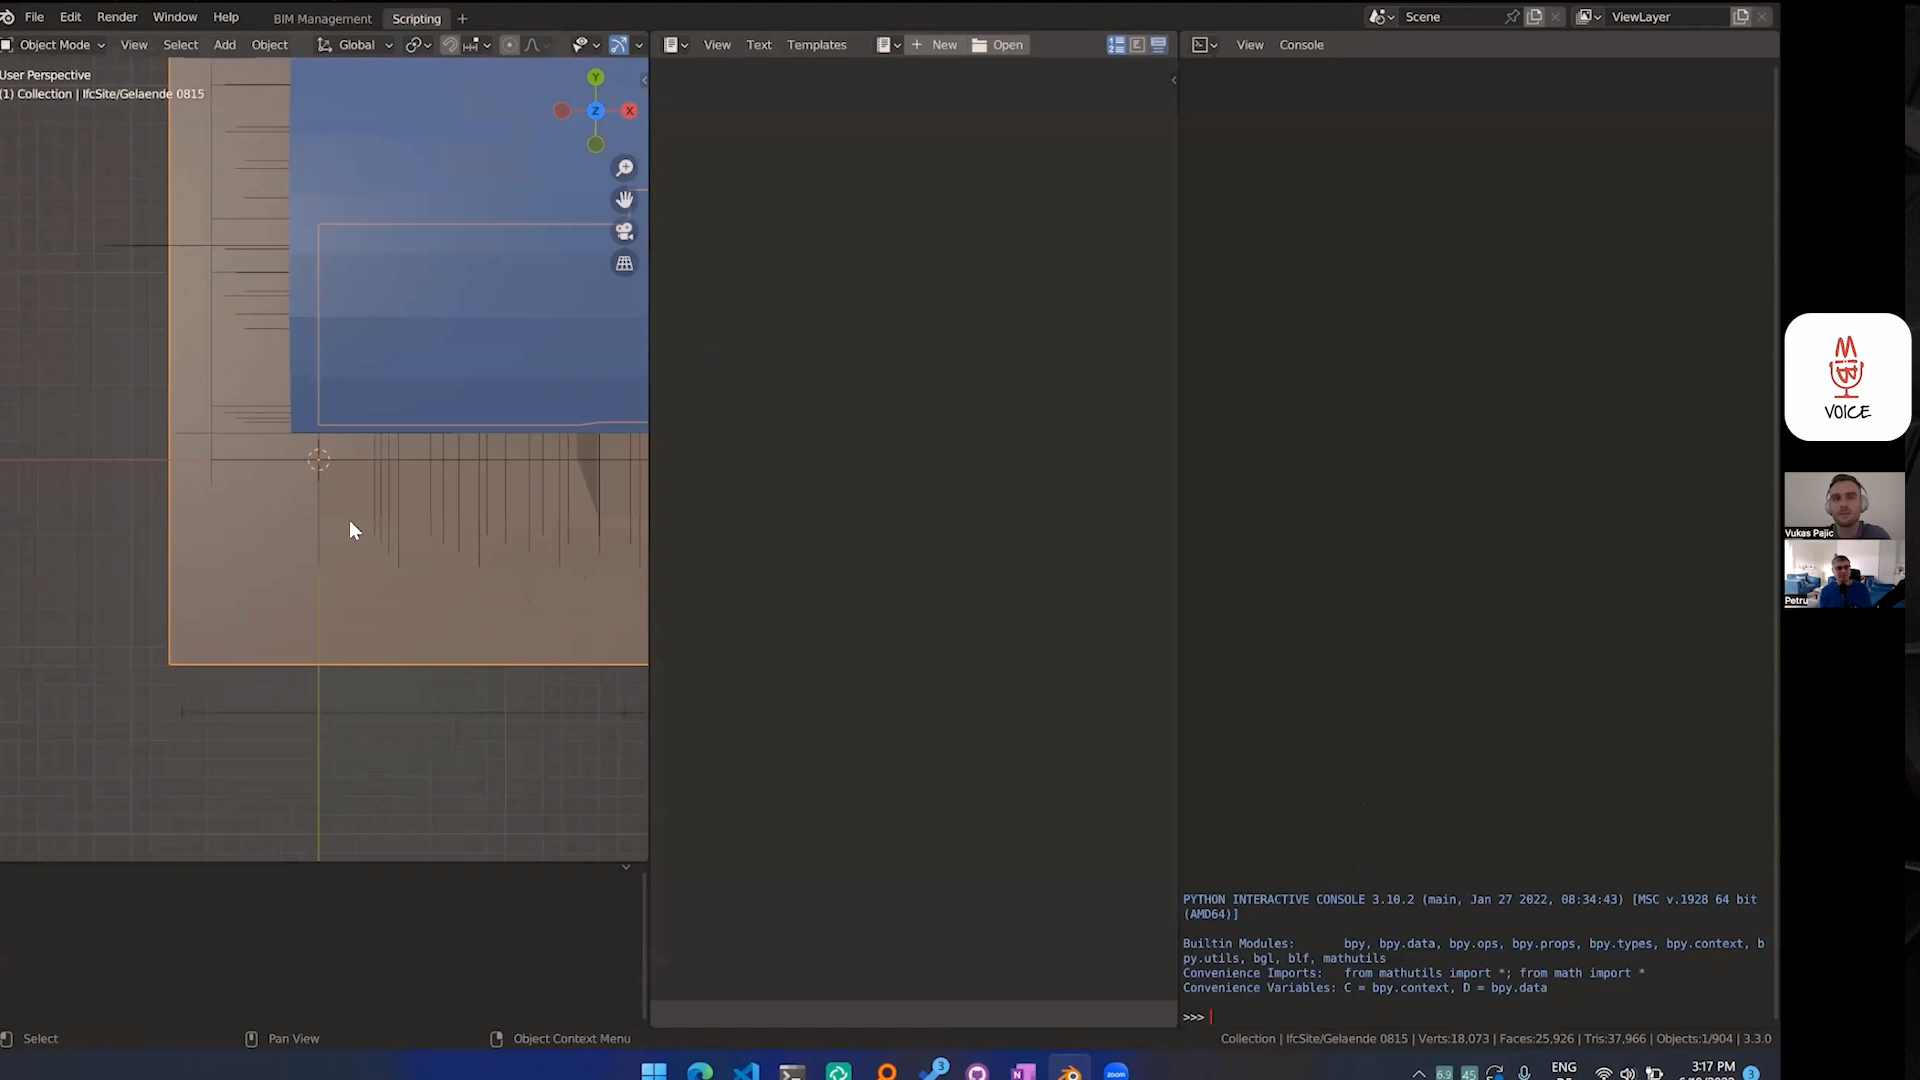 File Edit Render Window Help BIM Management Scripting + Scene ViewLayer
Object Mode View Select Add Object Global View Text Templates + New Open View Console
User Perspective
(1) Collection | IfcSite/Gelaende 0815
Y
Z
X
VOICE
Vukas Pajic
Petru
PYTHON INTERACTIVE CONSOLE 3.10.2 (main, Jan 27 2022, 08:34:43) [MSC v.1928 64 bit
(AMD64)]
Builtin Modules: bpy, bpy.data, bpy.ops, bpy.props, bpy.types, bpy.context, b
py.utils, bgl, blf, mathutils
Convenience Imports: from mathutils import *; from math import *
Convenience Variables: C = bpy.context, D = bpy.data
>>>
Select Pan View Object Context Menu Collection | IfcSite/Gelaende 0815 | Verts:18,073 | Faces:25,926 | Tris:37,966 | Objects:1/904 | 3.3.0
3 zoom 6.9 45 ENG 3:17 PM 3